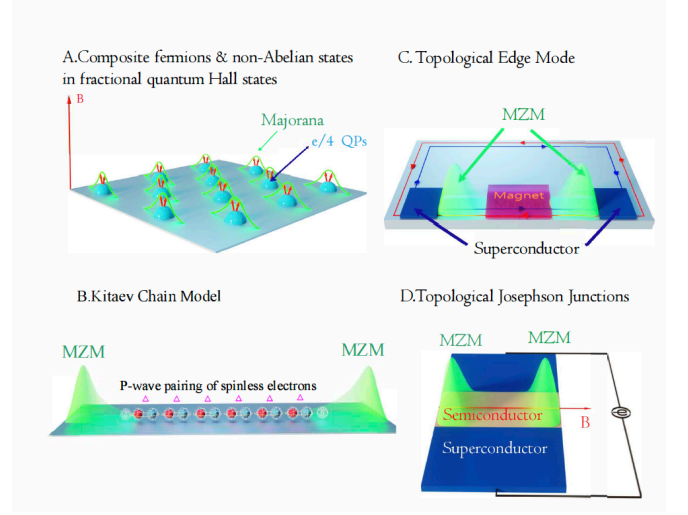 A.Composite fermions & non-Abelian states
in fractional quantum Hall states
B
Majorana
e/4 QPs
C. Topological Edge Mode
MZM
Magnet
Superconductor
B.Kitaev Chain Model
MZM
MZM
P-wave pairing of spinless electrons
Δ Δ Δ Δ Δ Δ
D.Topological Josephson Junctions
MZM
MZM
Semiconductor
B
Superconductor